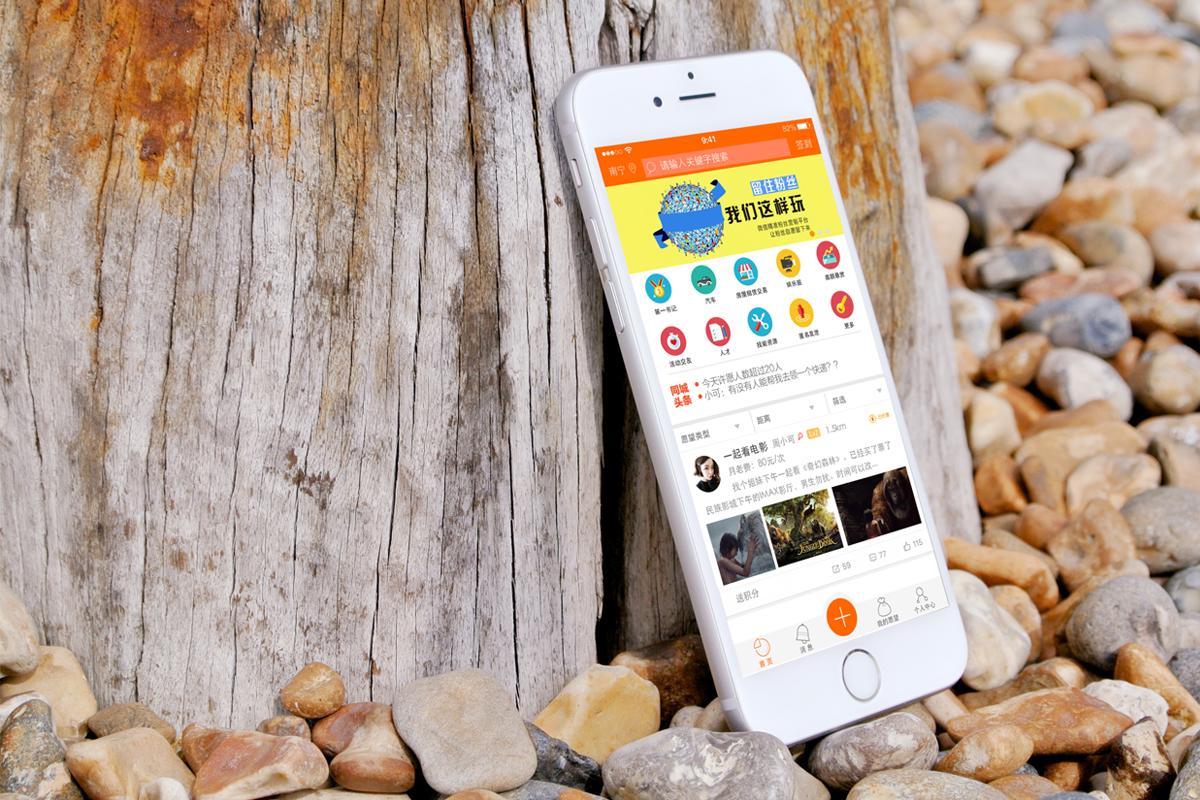 9:41
82%
南宁
请输入关键字搜索
签到
留住粉丝
我们这样玩
微信精准粉丝营销平台
让粉丝自愿留下来
第一书记
汽车
房屋租赁交易
娱乐圈
高额悬赏
活动交友
人才
技能资源
更多
同城
头条
今天许愿人数超过20人
小可：有没有人能帮我去领一个快递？？
愿望类型
距离
筛选
一起看电影 周小可 1.5km
月老费：80元/次
我个姐妹下午一起看《奇幻森林》，已经买了票了
民族影城下午的IMAX影厅，男生勿扰，时间可以改...
JUNGLE BOOK
59
77
115
送积分
首页
消息
我的愿望
个人中心